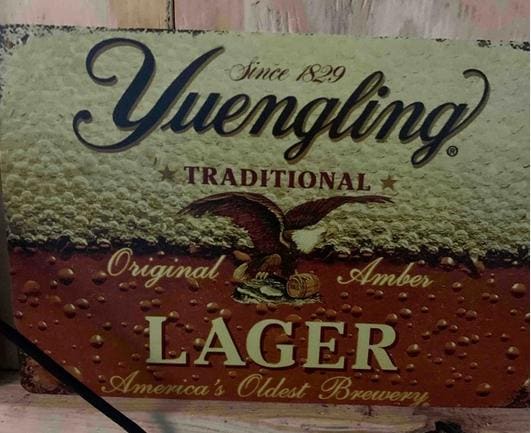 Since 1829
Yuengling®
TRADITIONAL
Original Amber
LAGER
America's Oldest Brewery